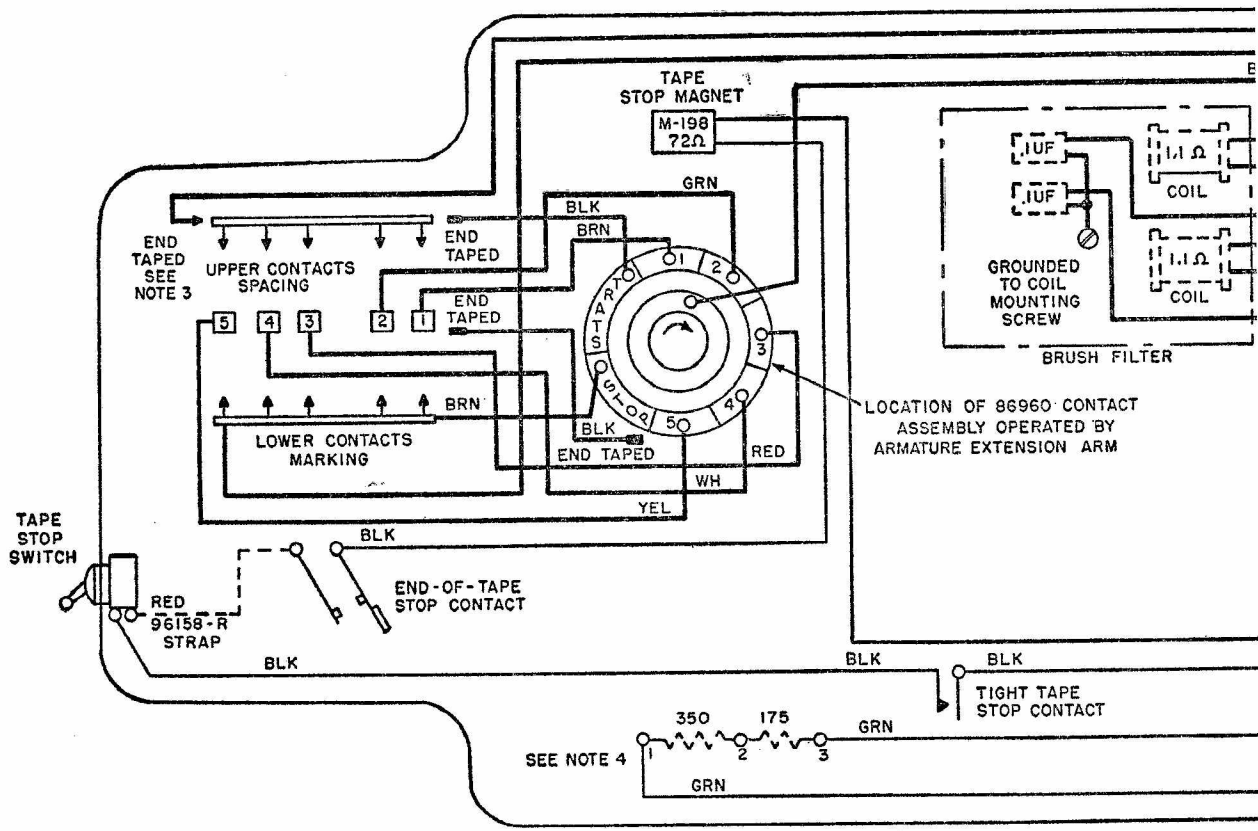 TAPE
STOP MAGNET
M-198
72Ω
GRN
BLK
BRN
END
TAPED
END
TAPED
SEE
NOTE 3
UPPER CONTACTS
SPACING
5 4 3 2 1
END
TAPED
START
1
2
3
4
5
STOP
BRN
LOWER CONTACTS
MARKING
BLK
END TAPED
RED
WH
YEL
.1UF
.1UF
1.1 Ω
COIL
1.1 Ω
COIL
GROUNDED
TO COIL
MOUNTING
SCREW
BRUSH FILTER
LOCATION OF 86960 CONTACT
ASSEMBLY OPERATED BY
ARMATURE EXTENSION ARM
TAPE
STOP
SWITCH
RED
96158-R
STRAP
BLK
END-OF-TAPE
STOP CONTACT
BLK
BLK
BLK
TIGHT TAPE
STOP CONTACT
SEE NOTE 4
350 175
1 2 3
GRN
GRN